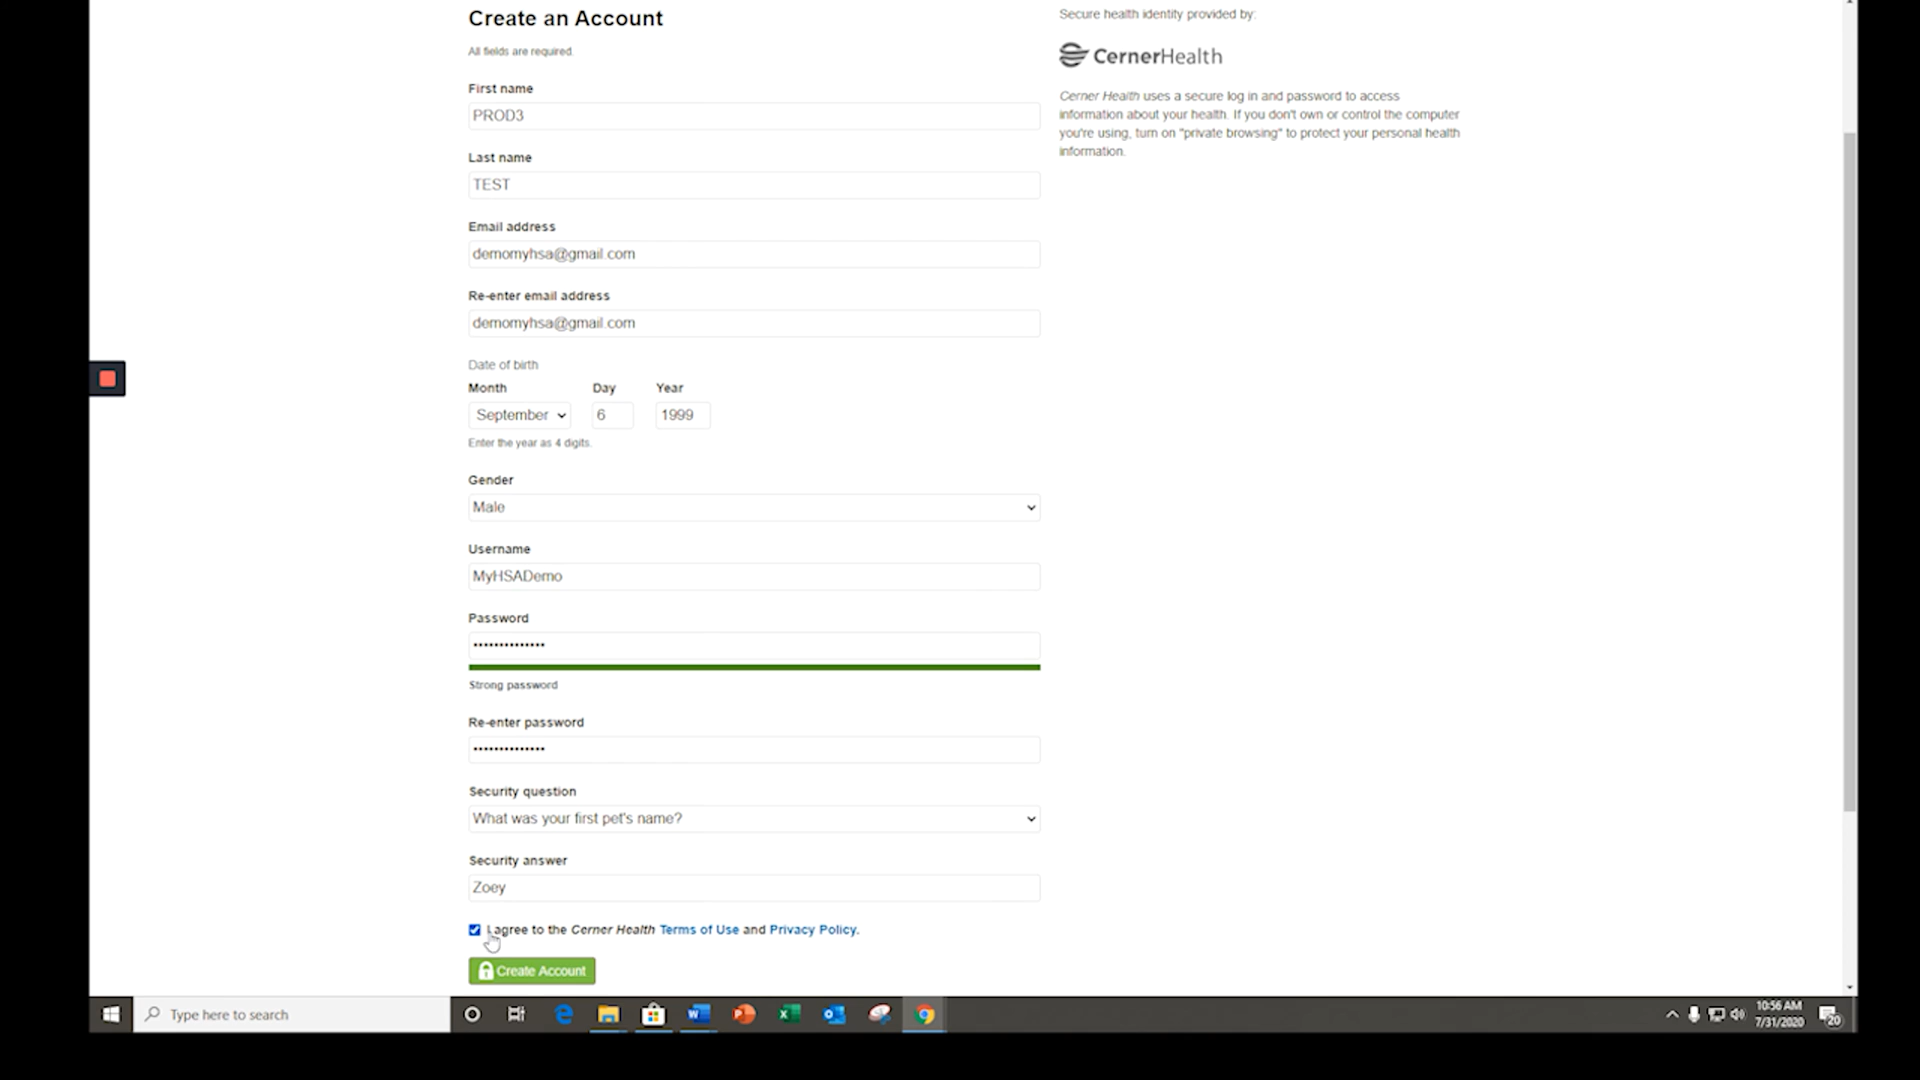 Create an Account
All fields are required.
First name
PROD3
Last name
TEST
Email address
demomyhsa@gmail.com
Re-enter email address
demomyhsa@gmail.com
Date of birth
Month Day Year
September 6 1999
Enter the year as 4 digits.
Gender
Male
Username
MyHSADemo
Password
••••••••••••••
Strong password
Re-enter password
••••••••••••••
Security question
What was your first pet's name?
Security answer
Zoey
I agree to the Cerner Health Terms of Use and Privacy Policy.
Create Account
Secure health identity provided by:
CernerHealth
Cerner Health uses a secure log in and password to access
information about your health. If you don't own or control the computer
you're using, turn on "private browsing" to protect your personal health
information.
Type here to search
10:56 AM
7/31/2020
20